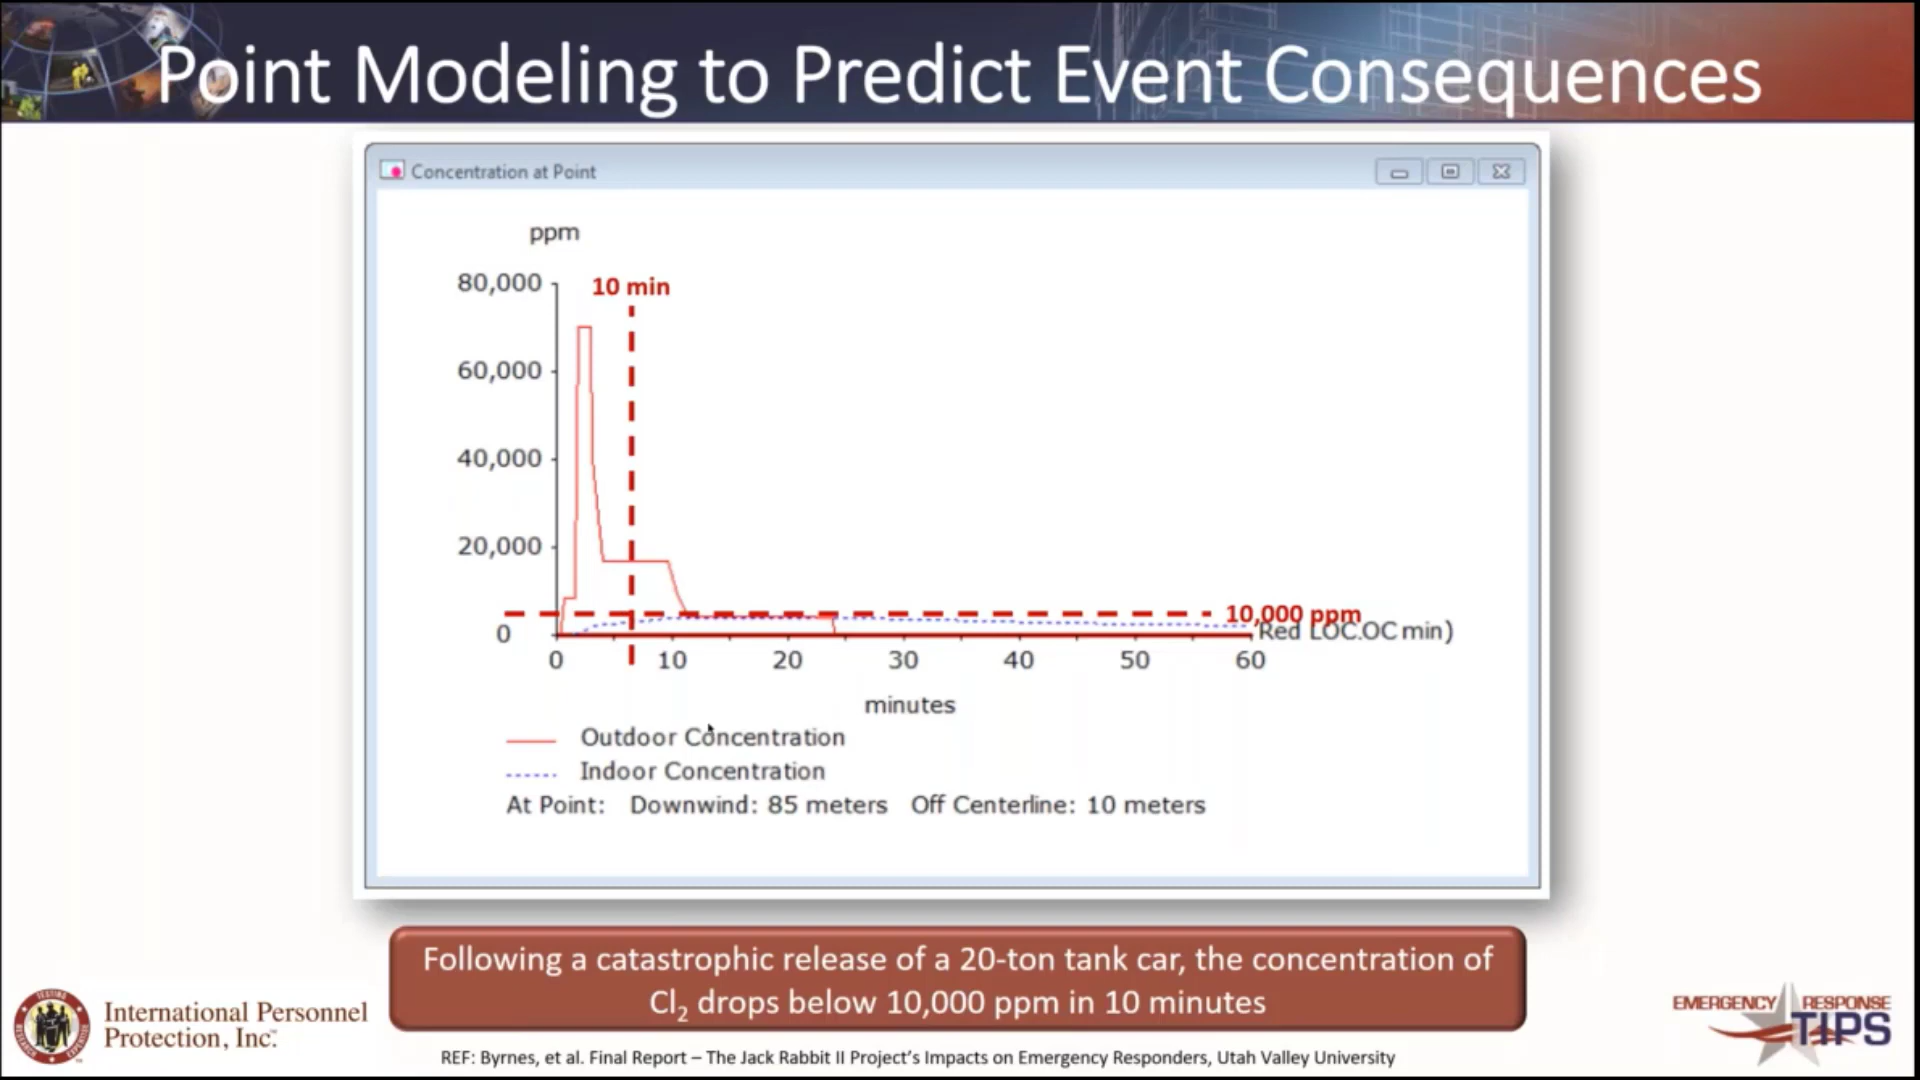 Point Modeling to Predict Event Consequences
Concentration at Point
ppm
80,000
10 min
60,000
40,000
20,000
10,000 ppm
0
Red LOC.OC min)
0 10 20 30 40 50 60
minutes
Outdoor Concentration
Indoor Concentration
At Point: Downwind: 85 meters Off Centerline: 10 meters
Following a catastrophic release of a 20-ton tank car, the concentration of
Cl₂ drops below 10,000 ppm in 10 minutes
International Personnel
Protection, Inc.
EMERGENCY RESPONSE
TIPS
REF: Byrnes, et al. Final Report – The Jack Rabbit II Project's Impacts on Emergency Responders, Utah Valley University